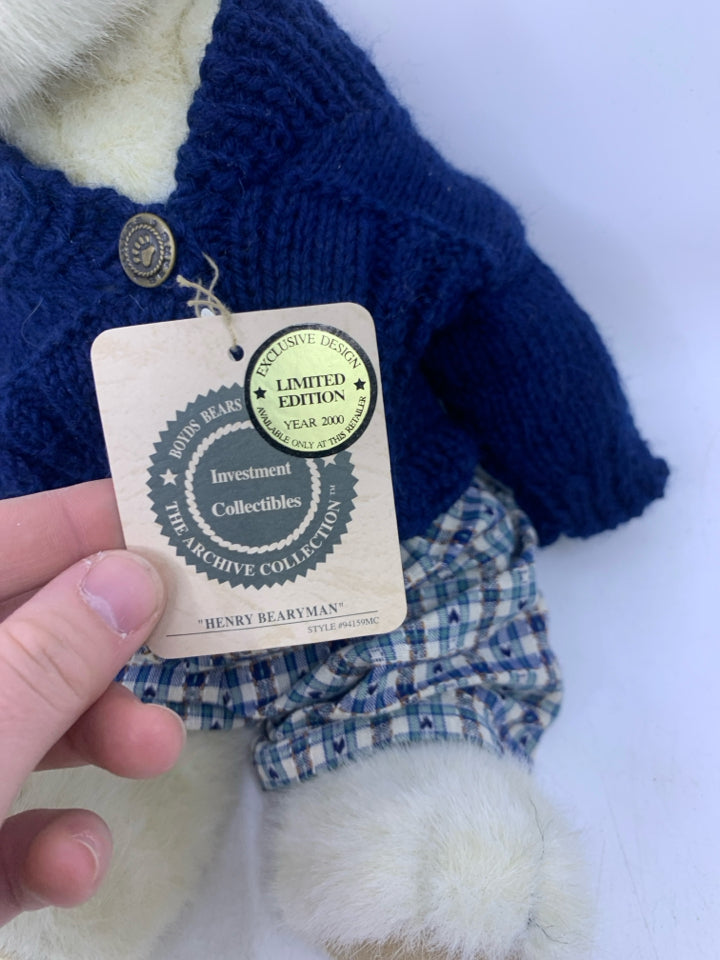 EXCLUSIVE DESIGN
LIMITED
EDITION
YEAR 2000
AVAILABLE ONLY AT THIS RETAILER
BOYDS BEARS
Investment
Collectibles
THE ARCHIVE COLLECTION™
"HENRY BEARYMAN"
STYLE #94159MC